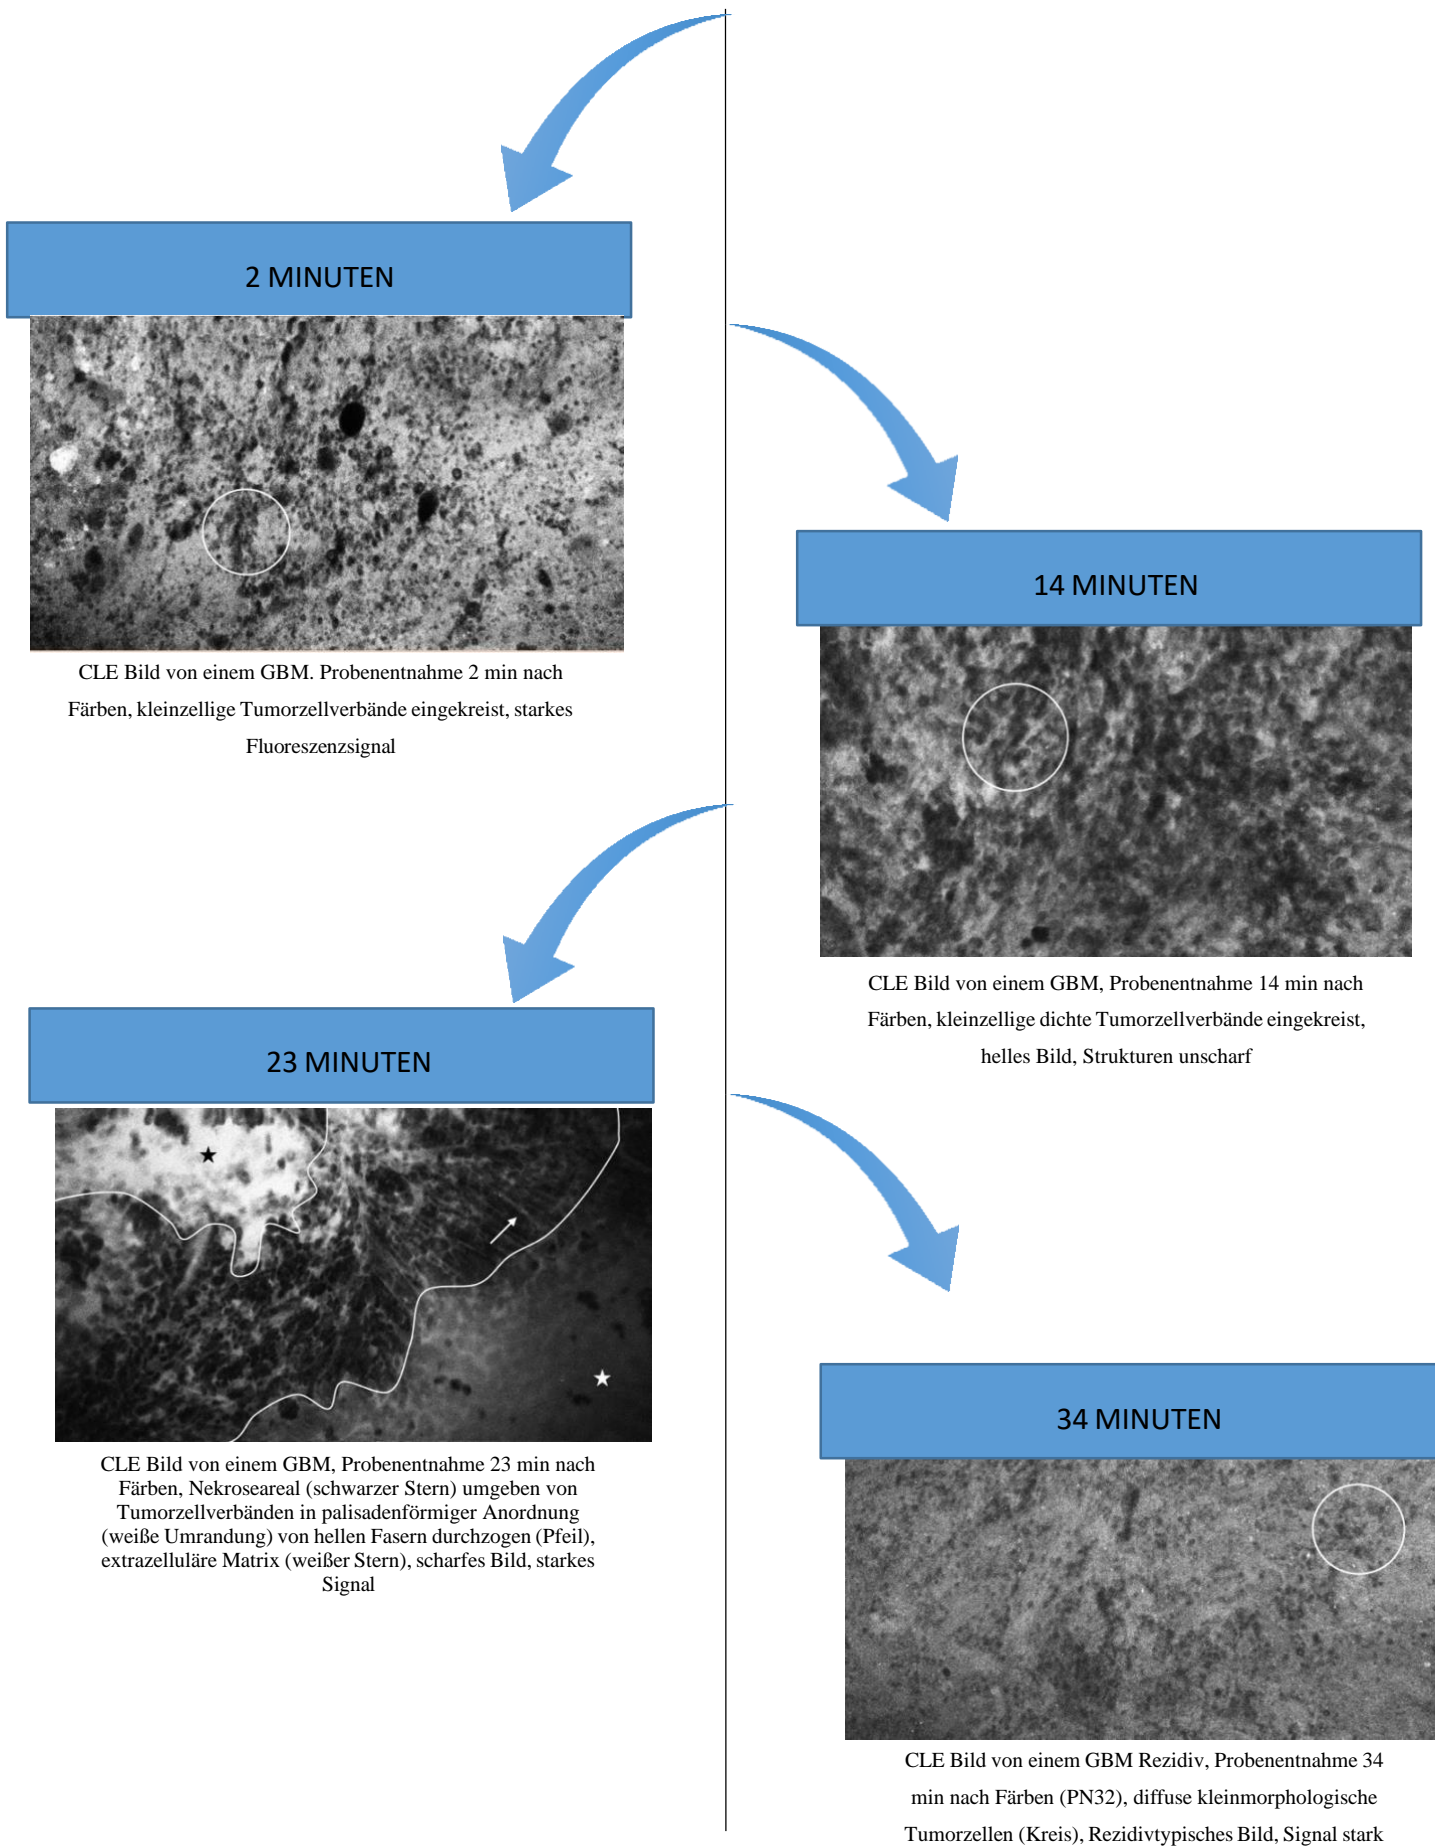 2 MINUTEN
CLE Bild von einem GBM. Probenentnahme 2 min nach
Färben, kleinzellige Tumorzellverbände eingekreist, starkes
Fluoreszenzsignal
14 MINUTEN
CLE Bild von einem GBM, Probenentnahme 14 min nach
Färben, kleinzellige dichte Tumorzellverbände eingekreist,
helles Bild, Strukturen unscharf
23 MINUTEN
CLE Bild von einem GBM, Probenentnahme 23 min nach
Färben, Nekroseareal (schwarzer Stern) umgeben von
Tumorzellverbänden in palisadenförmiger Anordnung
(weiße Umrandung) von hellen Fasern durchzogen (Pfeil),
extrazelluläre Matrix (weißer Stern), scharfes Bild, starkes
Signal
34 MINUTEN
CLE Bild von einem GBM Rezidiv, Probenentnahme 34
min nach Färben (PN32), diffuse kleinmorphologische
Tumorzellen (Kreis), Rezidivtypisches Bild, Signal stark